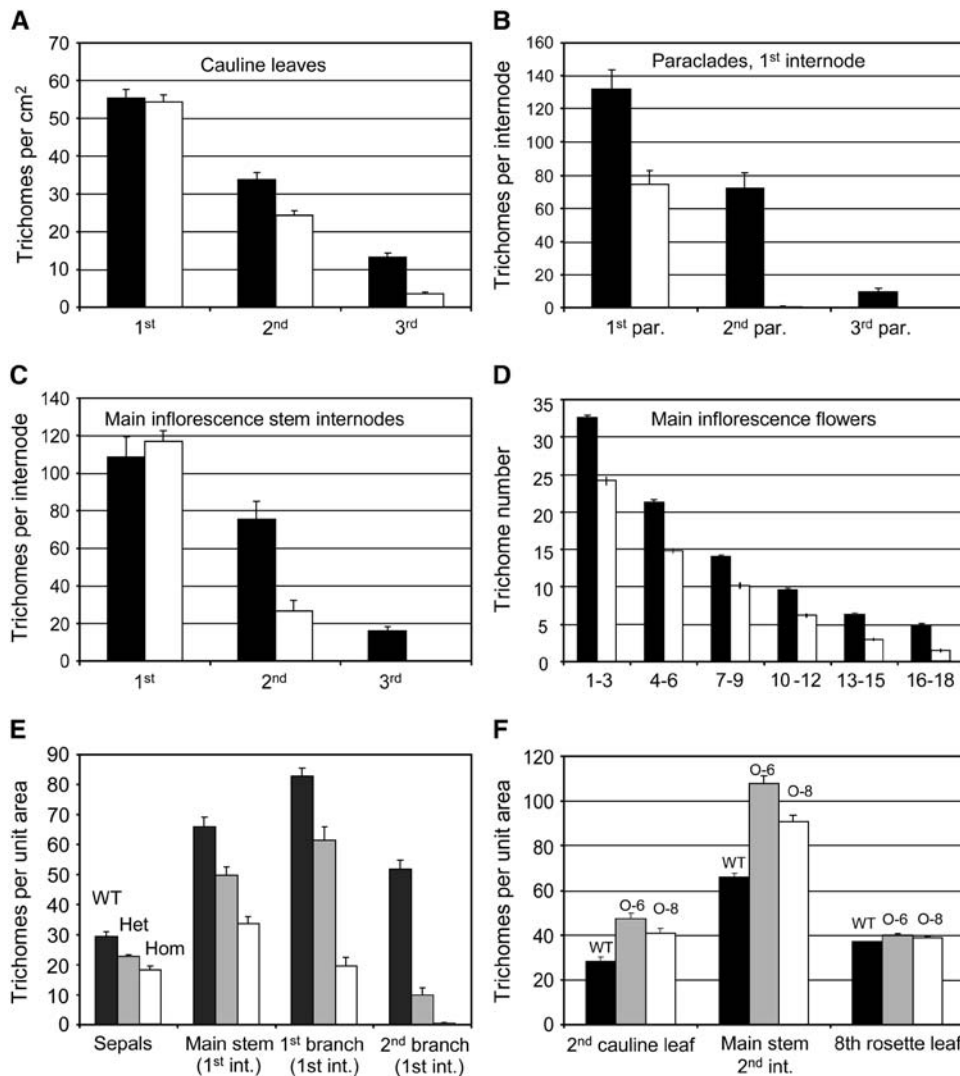 A
Cauline leaves
Trichomes per cm²
70
60
50
40
30
20
10
0
1st
2nd
3rd
B
Paraclades, 1st internode
Trichomes per internode
160
140
120
100
80
60
40
20
0
1st par.
2nd par.
3rd par.
C
Main inflorescence stem internodes
Trichomes per internode
140
120
100
80
60
40
20
0
1st
2nd
3rd
D
Main inflorescence flowers
Trichome number
35
30
25
20
15
10
5
0
1-3
4-6
7-9
10-12
13-15
16-18
E
Trichomes per unit area
90
80
70
60
50
40
30
20
10
0
WT
Het
Hom
Sepals
Main stem
(1st int.)
1st branch
(1st int.)
2nd branch
(1st int.)
F
Trichomes per unit area
120
100
80
60
40
20
0
WT
O-6
O-8
WT
O-6
O-8
WT
O-6
O-8
2nd cauline leaf
Main stem
2nd int.
8th rosette leaf